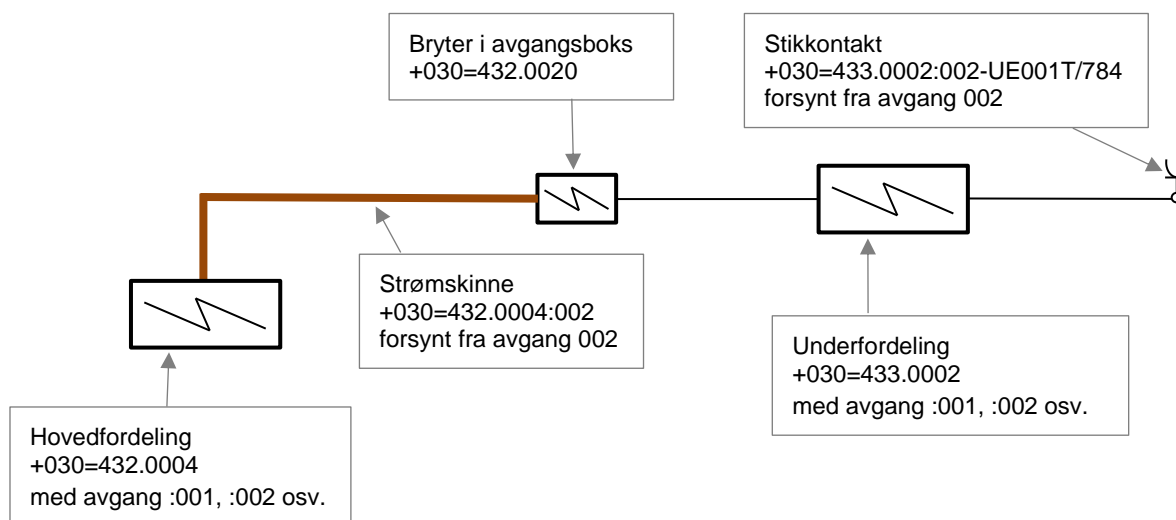 Bryter i avgangsboks
+030=432.0020
Stikkontakt
+030=433.0002:002-UE001T/784
forsynt fra avgang 002
Strømskinne
+030=432.0004:002
forsynt fra avgang 002
Underfordeling
+030=433.0002
med avgang :001, :002 osv.
Hovedfordeling
+030=432.0004
med avgang :001, :002 osv.